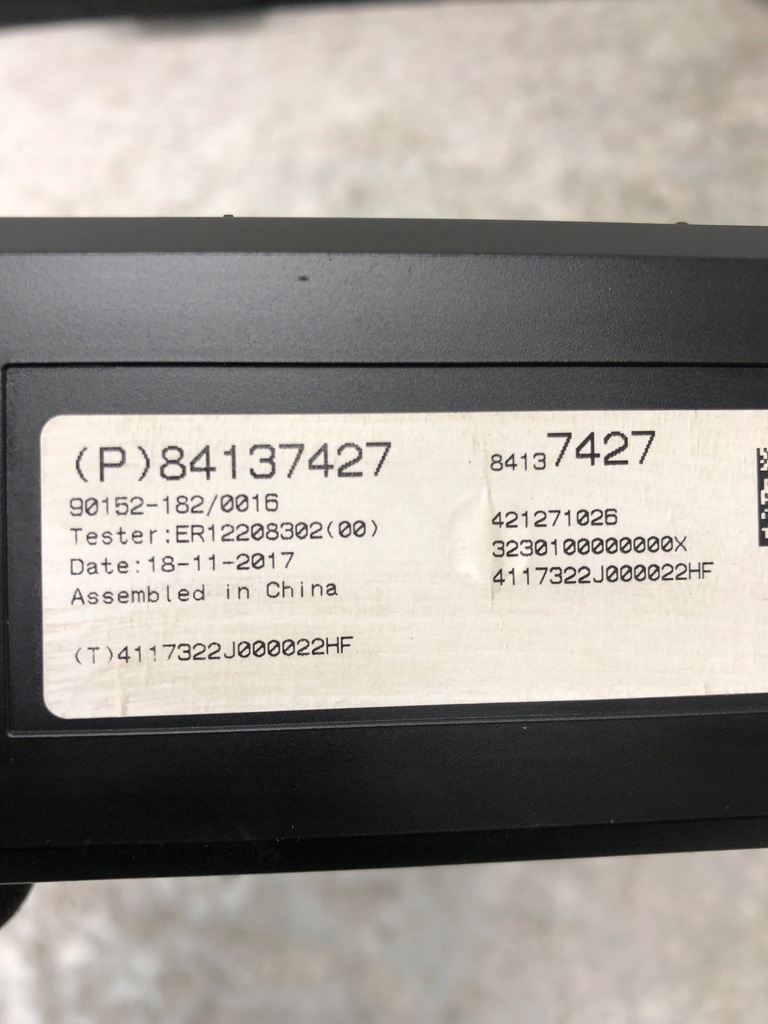 (P)84137427
90152-182/0016
Tester:ER12208302(00)
Date:18-11-2017
Assembled in China
(T)4117322J000022HF
84137427
421271026
3230100000000X
4117322J000022HF